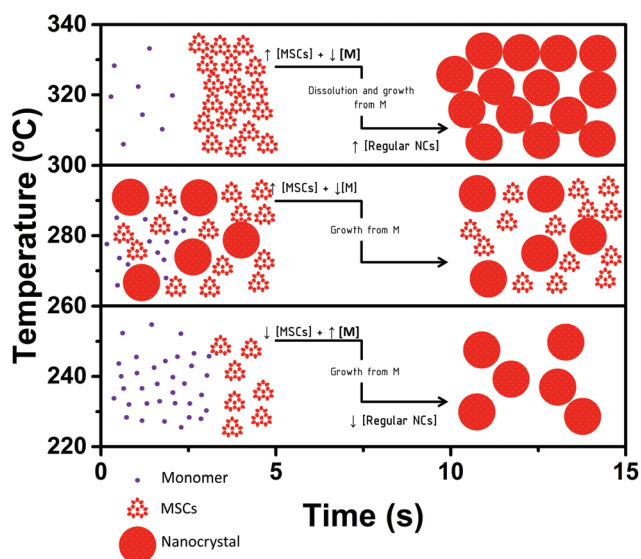 340
↑ [MSCs] + ↓ [M]
320
Dissolution and growth
from M
↑ [Regular NCs]
300
↑ [MSCs] + ↓[M]
280
Growth from M
260
↓ [MSCs] + ↑ [M]
240
Growth from M
↓ [Regular NCs]
220
Temperature (ºC)
0 5 10 15
Time (s)
Monomer
MSCs
Nanocrystal